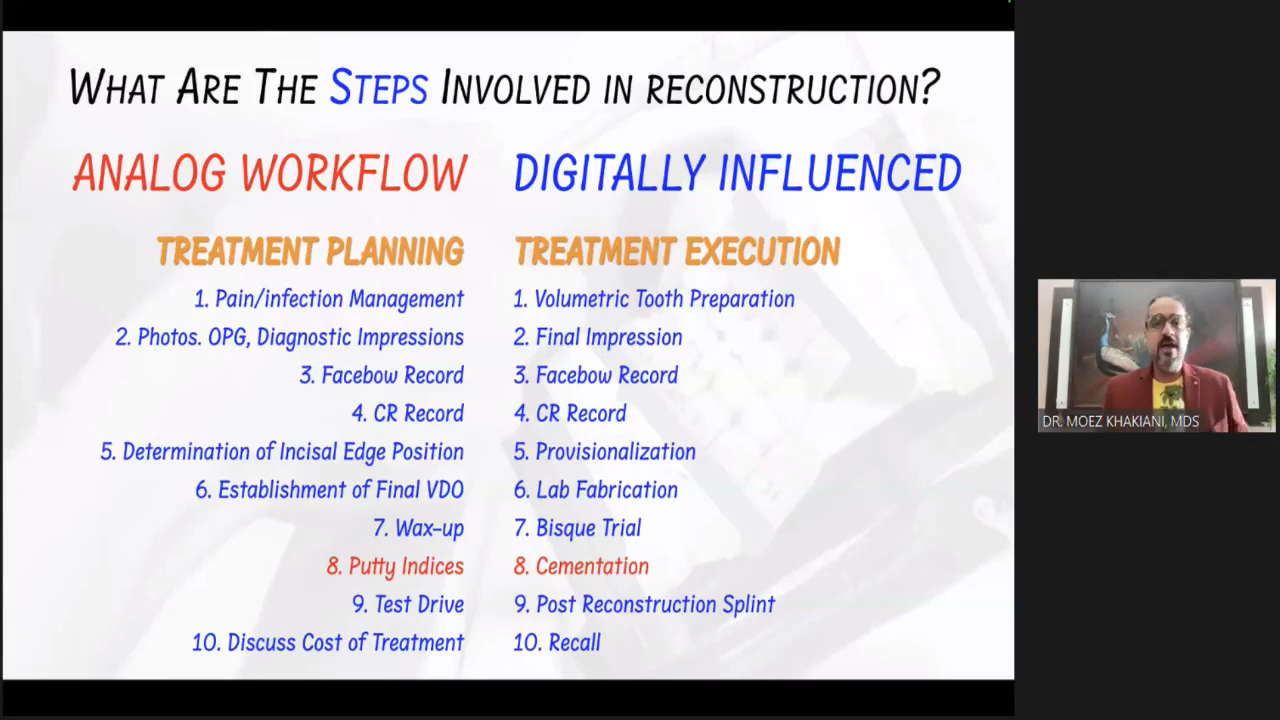 What Are The Steps Involved in reconstruction?
ANALOG WORKFLOW
TREATMENT PLANNING
1. Pain/infection Management
2. Photos. OPG, Diagnostic Impressions
3. Facebow Record
4. CR Record
5. Determination of Incisal Edge Position
6. Establishment of Final VDO
7. Wax-up
8. Putty Indices
9. Test Drive
10. Discuss Cost of Treatment
DIGITALLY INFLUENCED
TREATMENT EXECUTION
1. Volumetric Tooth Preparation
2. Final Impression
3. Facebow Record
4. CR Record
5. Provisionalization
6. Lab Fabrication
7. Bisque Trial
8. Cementation
9. Post Reconstruction Splint
10. Recall
DR. MOEZ KHAKIANI, MDS